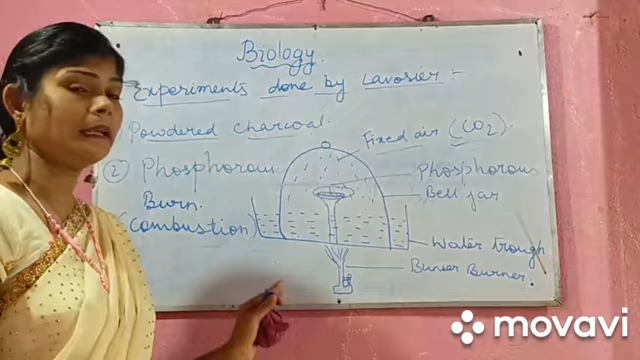 Biology.
Experiments done by Lavosier :-
Powdered charcoal.
Fixed air (CO2).
② Phosphorous
Phosphorous
Burn.
Bell jar
(Combustion)
Water trough
Bunser Burner.
movavi